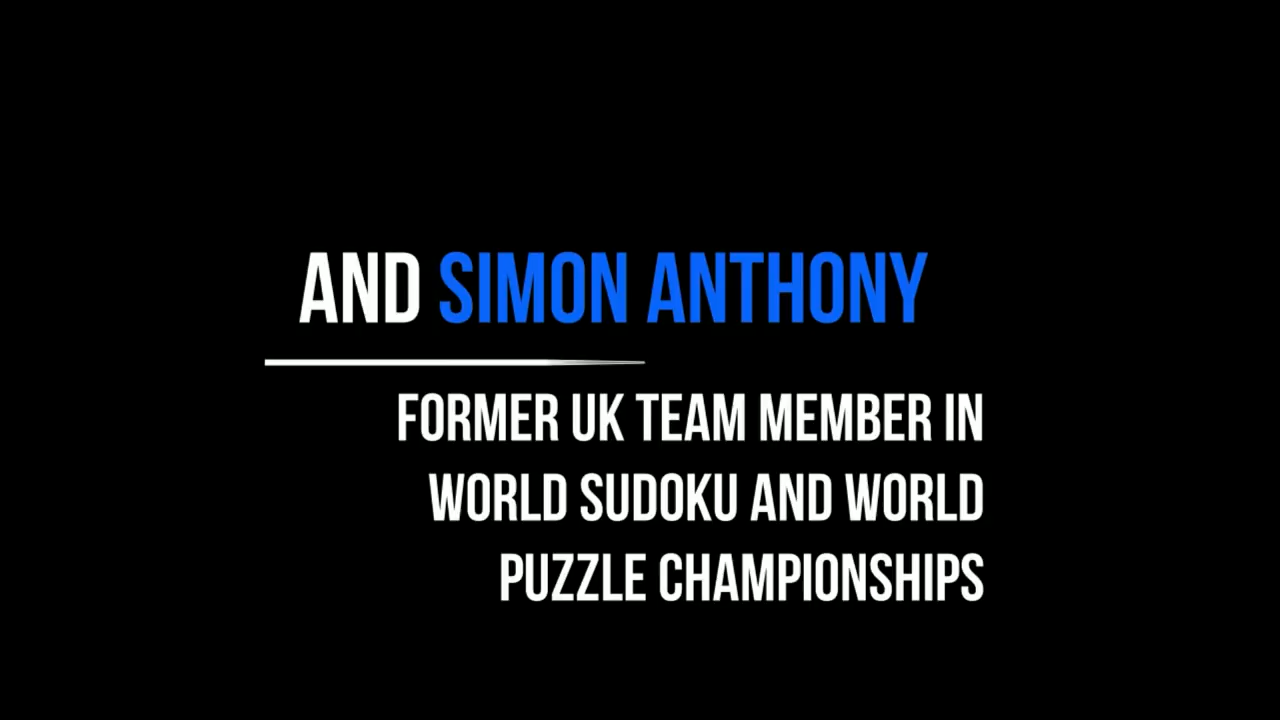 AND SIMON ANTHONY
FORMER UK TEAM MEMBER IN
WORLD SUDOKU AND WORLD
PUZZLE CHAMPIONSHIPS